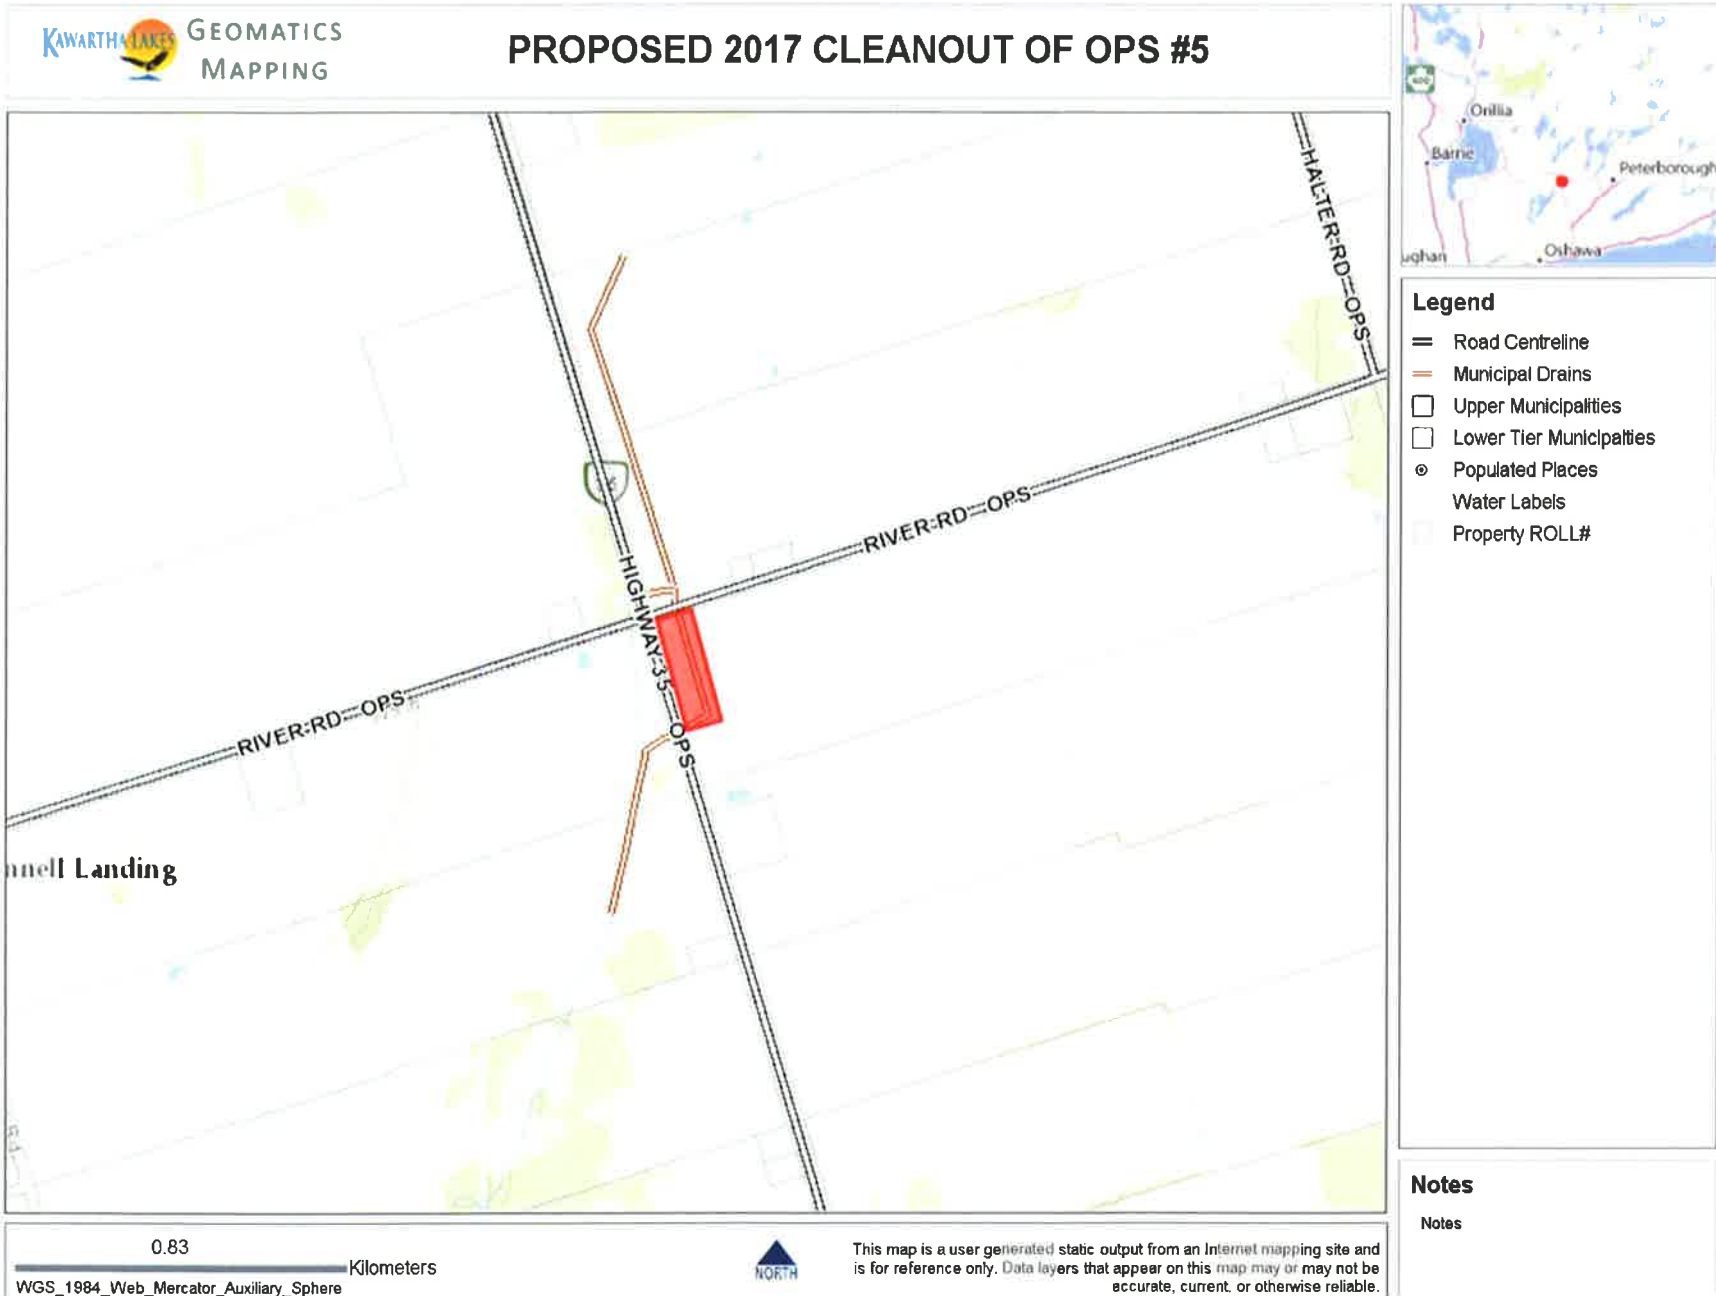 KAWARTHA LAKES
GEOMATICS
MAPPING
PROPOSED 2017 CLEANOUT OF OPS #5
400
Orillia
Barrie
Peterborough
Oshawa
ughan
HALTER-RD-OPS
RIVER-RD-OPS
HIGHWAY-35-OPS
RIVER-RD-OPS
nnell Landing
Legend
Road Centreline
Municipal Drains
Upper Municipalities
Lower Tier Municipalties
Populated Places
Water Labels
Property ROLL#
Notes
Notes
0.83
Kilometers
WGS_1984_Web_Mercator_Auxiliary_Sphere
NORTH
This map is a user generated static output from an Internet mapping site and
is for reference only. Data layers that appear on this map may or may not be
accurate, current, or otherwise reliable.